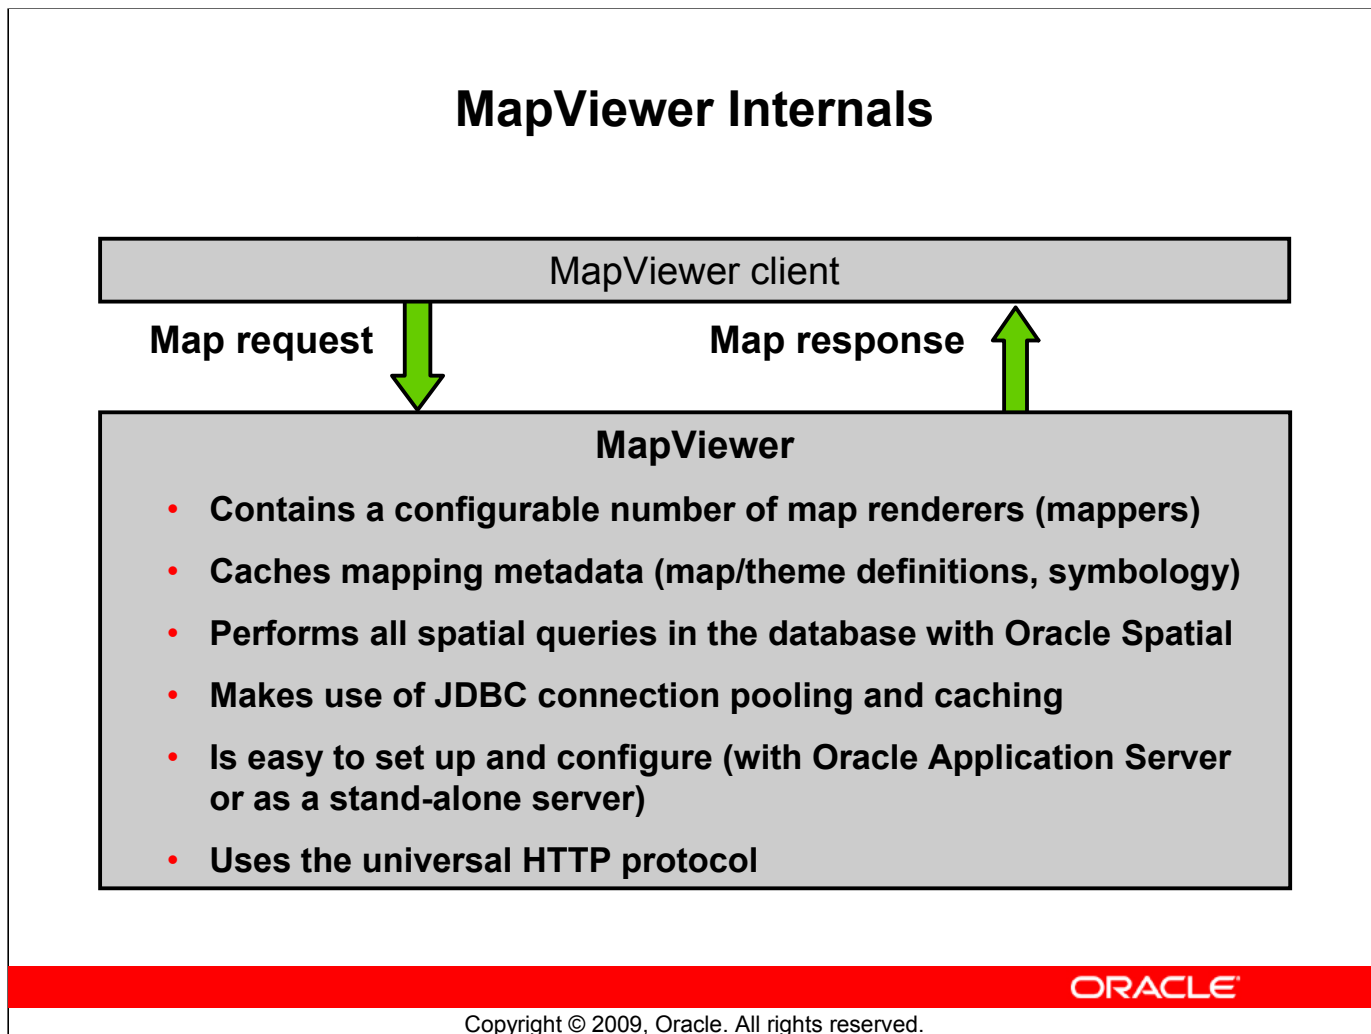 MapViewer Internals
MapViewer client
Map request
Map response
MapViewer
• Contains a configurable number of map renderers (mappers)
• Caches mapping metadata (map/theme definitions, symbology)
• Performs all spatial queries in the database with Oracle Spatial
• Makes use of JDBC connection pooling and caching
• Is easy to set up and configure (with Oracle Application Server
or as a stand-alone server)
• Uses the universal HTTP protocol
ORACLE
Copyright © 2009, Oracle. All rights reserved.